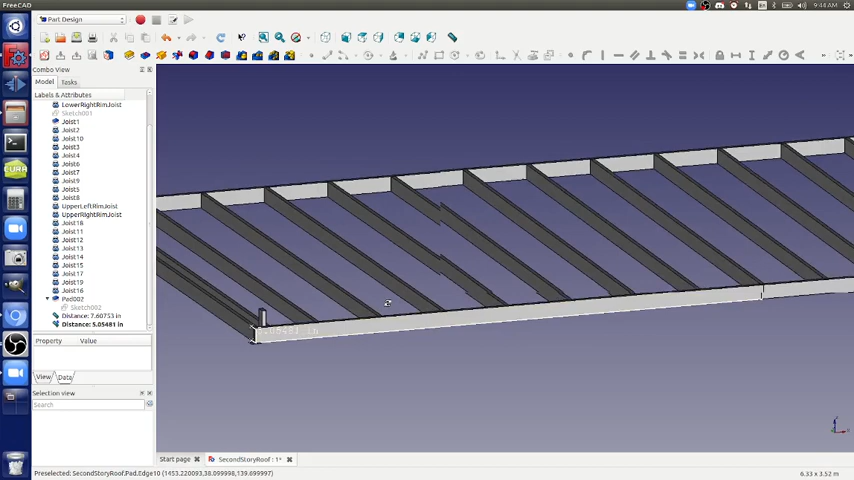 FreeCAD
9:44 AM
Part Design
Combo View
Model Tasks
Labels & Attributes
LowerRightRimJoist
Sketch001
Joist1
Joist2
Joist10
Joist3
Joist4
Joist6
Joist7
Joist9
Joist5
Joist8
UpperLeftRimJoist
UpperRightRimJoist
Joist18
Joist11
Joist12
Joist13
Joist14
Joist15
Joist17
Joist19
Joist16
Pad002
Sketch002
Distance: 7.60753 in
Distance: 5.05481 in
5.05481 in
Property Value
View Data
Selection view
Search
Start page
SecondStoryRoof : 1*
Preselected: SecondStoryRoof.Pad.Edge10 (1453.220093,38.099998,139.699997)
6.33 x 3.52 m